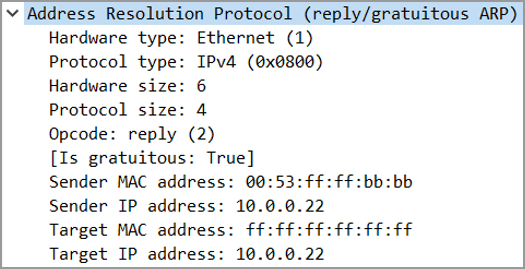 Address Resolution Protocol (reply/gratuitous ARP)
Hardware type: Ethernet (1)
Protocol type: IPv4 (0x0800)
Hardware size: 6
Protocol size: 4
Opcode: reply (2)
[Is gratuitous: True]
Sender MAC address: 00:53:ff:ff:bb:bb
Sender IP address: 10.0.0.22
Target MAC address: ff:ff:ff:ff:ff:ff
Target IP address: 10.0.0.22